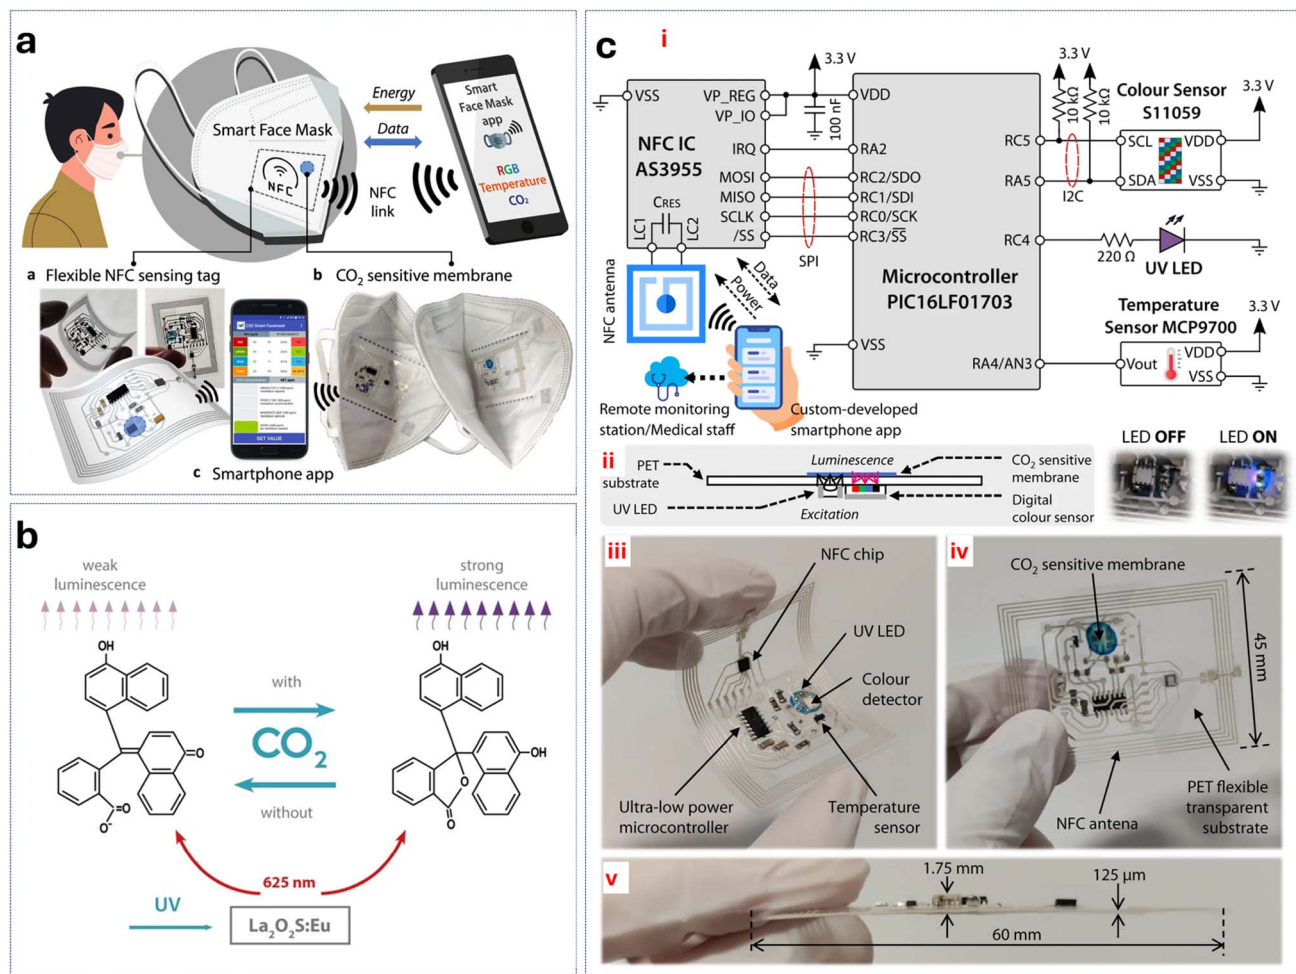 a
Smart Face Mask
NFC
Energy
Data
NFC
link
Smart
Face Mask
app
RGB
Temperature
CO₂
a Flexible NFC sensing tag
b CO₂ sensitive membrane
CO2 Smart Facemask
GET VALUE
c Smartphone app
b
weak
luminescence
strong
luminescence
OH
O
O
O⁻
with
CO₂
without
OH
O
O
625 nm
UV
La₂O₂S:Eu
c
i
VSS
VP_REG
VP_IO
NFC IC
AS3955
IRQ
MOSI
MISO
SCLK
/SS
CRES
LC1
LC2
3.3 V
100 nF
SPI
VDD
RA2
RC2/SDO
RC1/SDI
RC0/SCK
RC3/S̅S̅
Microcontroller
PIC16LF01703
VSS
RC5
RA5
RC4
RA4/AN3
3.3 V
10 kΩ
10 kΩ
I2C
Colour Sensor
S11059
3.3 V
SCL
VDD
SDA
VSS
220 Ω
UV LED
Temperature
Sensor MCP9700
3.3 V
Vout
VDD
VSS
NFC antenna
Data
Power
Remote monitoring
station/Medical staff
Custom-developed
smartphone app
ii
PET
substrate
UV LED
Luminescence
Excitation
CO₂ sensitive
membrane
Digital
colour sensor
LED OFF
LED ON
iii
NFC chip
UV LED
Colour
detector
Ultra-low power
microcontroller
Temperature
sensor
iv
CO₂ sensitive membrane
45 mm
NFC antena
PET flexible
transparent
substrate
v
1.75 mm
125 µm
60 mm